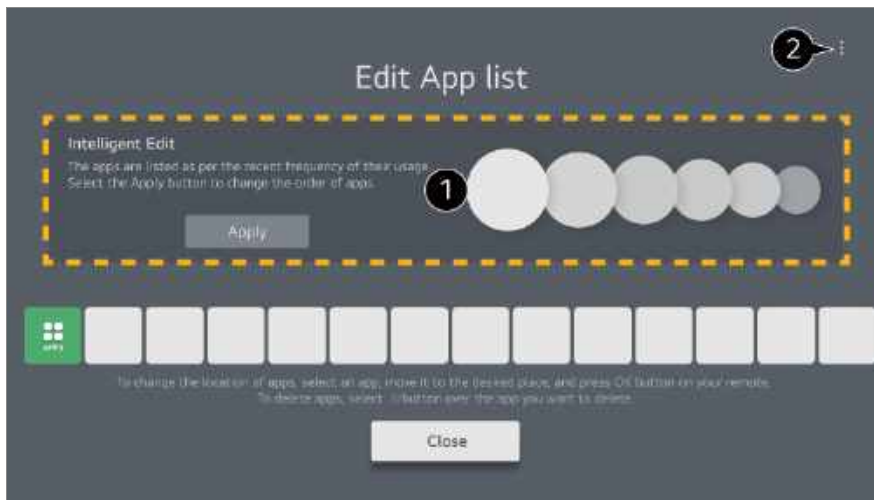 2
Edit App list
Intelligent Edit
The apps are listed as per the recent frequency of their usage.
Select the Apply button to change the order of apps.
1
Apply
To change the location of apps, select an app, move it to the desired place, and press OK button on your remote.
To delete apps, select button over the app you want to delete.
Close